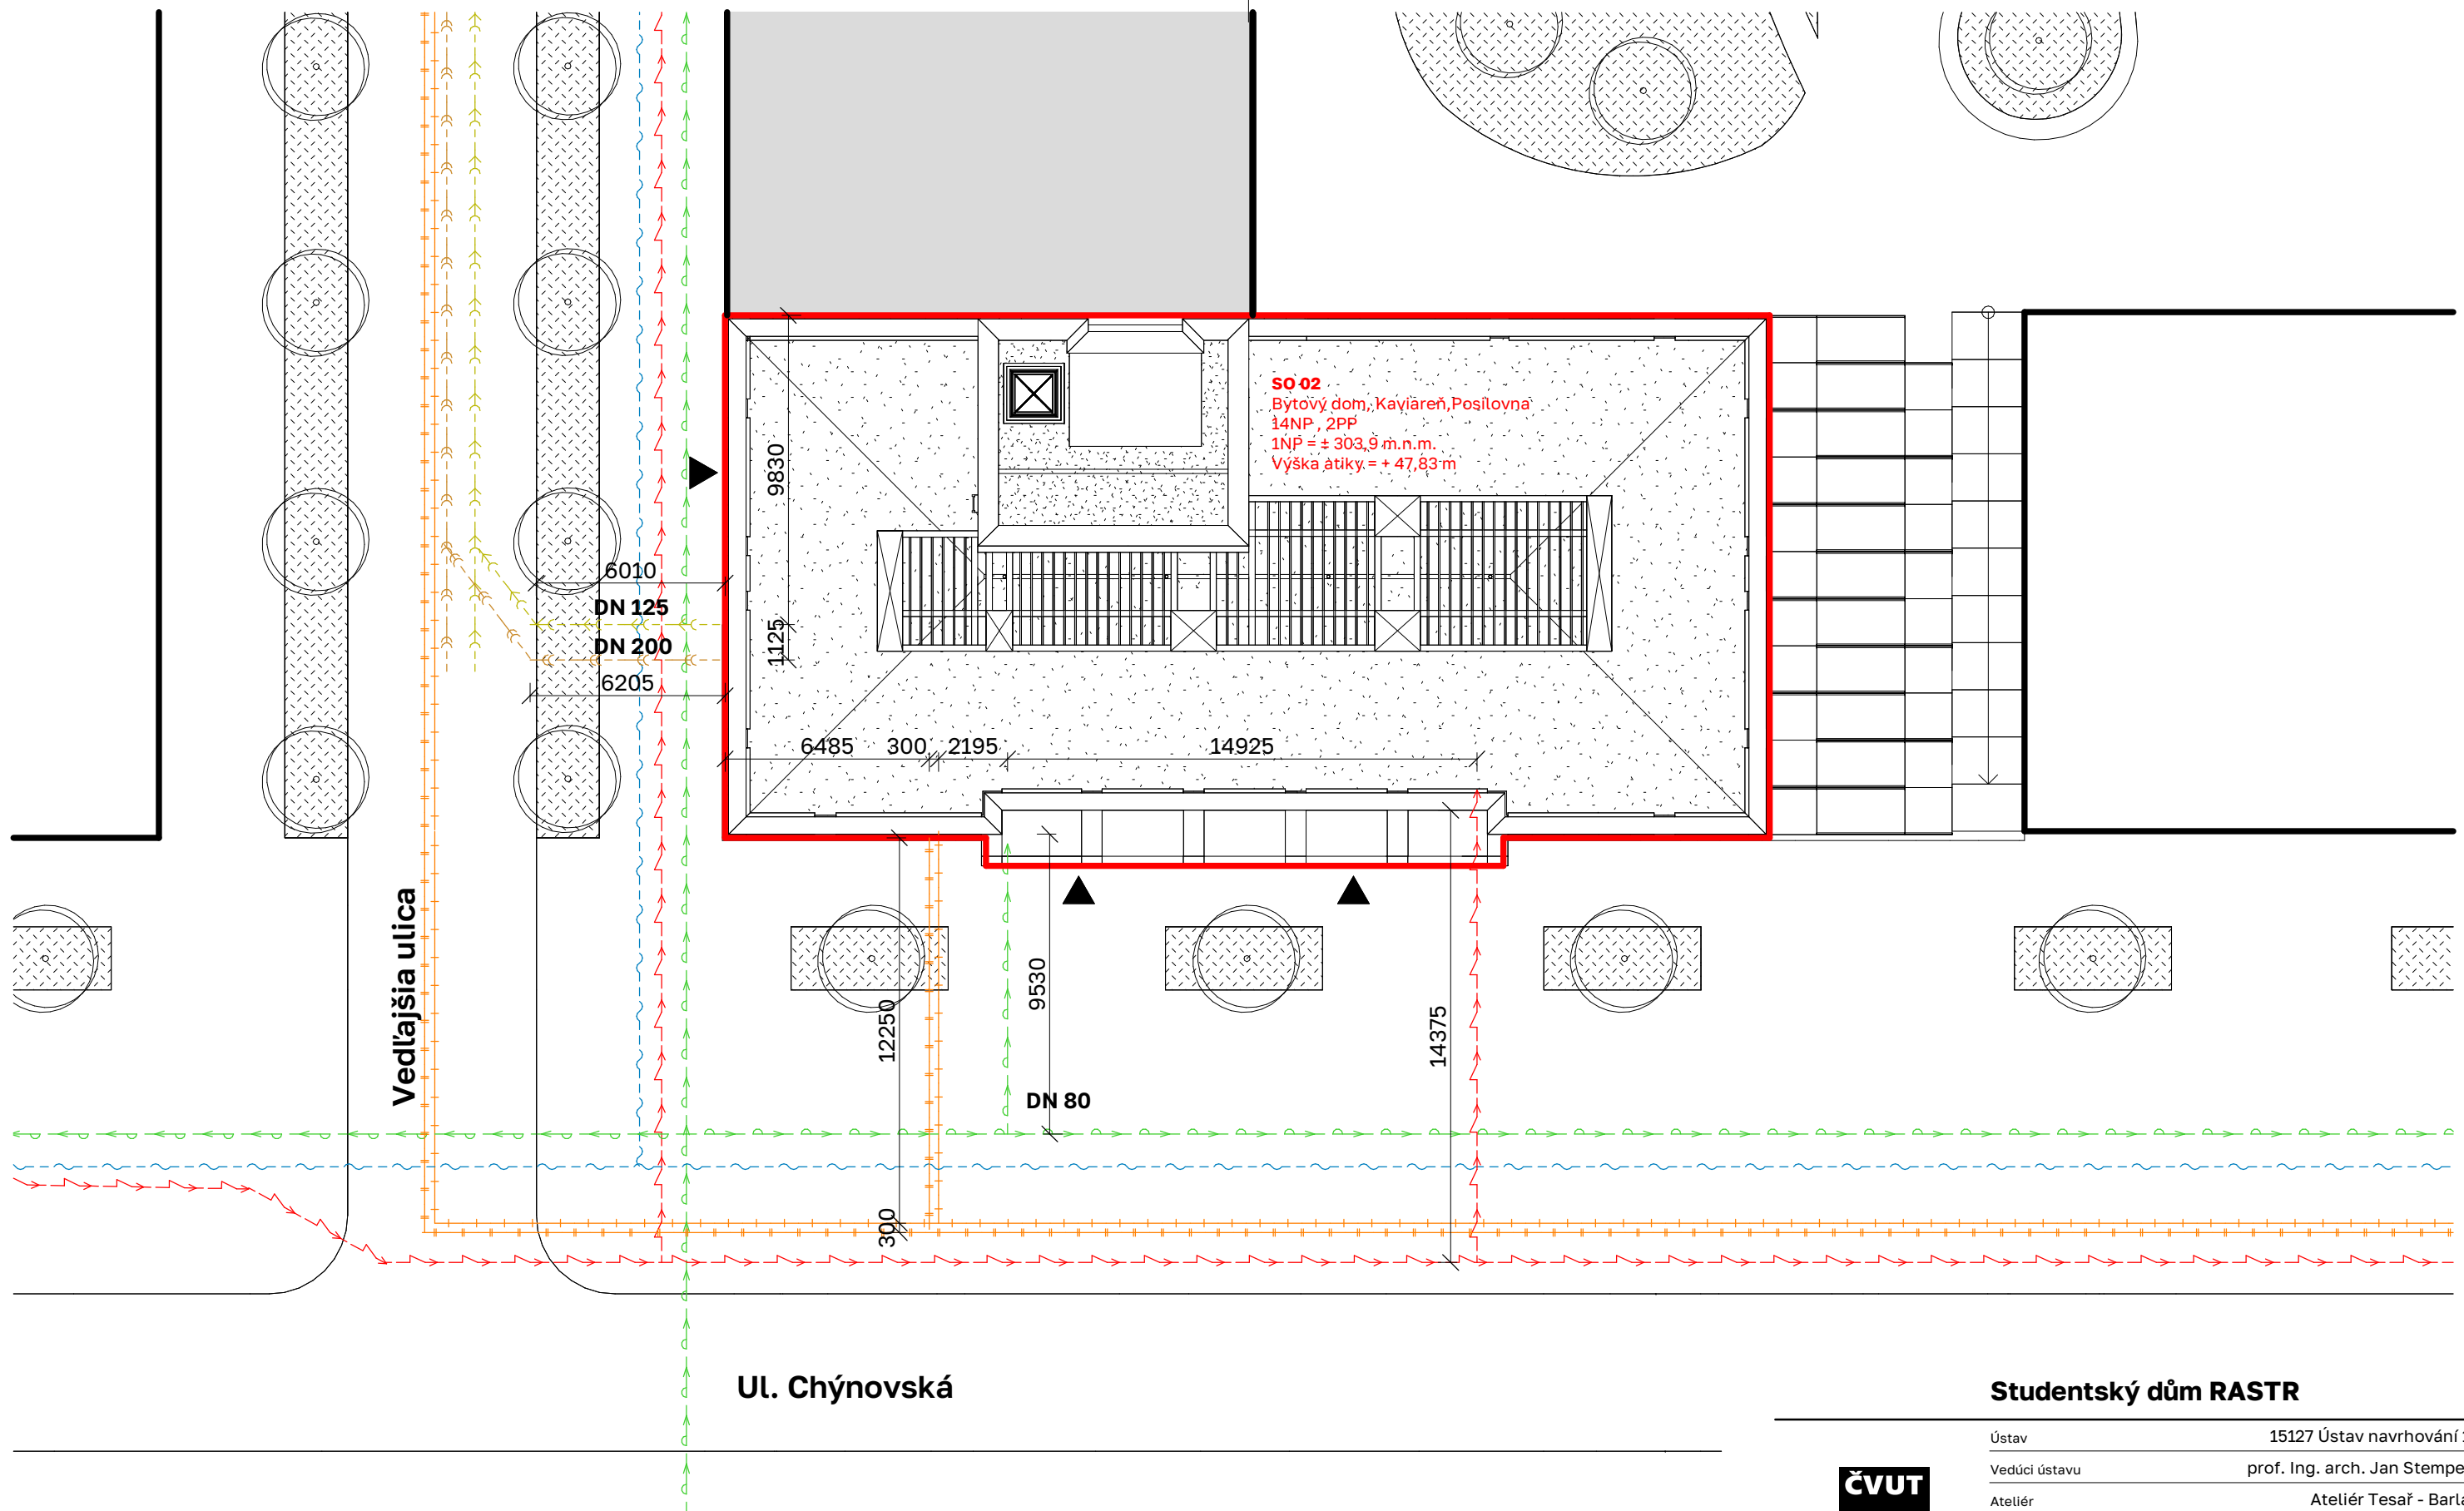 SO 02
Bytový dom, Kaviareň,Posilovna
14NP , 2PP
1NP = ± 303,9 m.n.m.
Výška atiky = + 47,83 m
9830
6010
DN 125
1125
DN 200
6205
6485 300 2195 14925
Vedľajšia ulica
12250
9530
14375
DN 80
300
Ul. Chýnovská
Studentský dům RASTR
Ústav 15127 Ústav navrhování
Vedúci ústavu prof. Ing. arch. Jan Stempe
ČVUT
Ateliér Ateliér Tesař - Barla